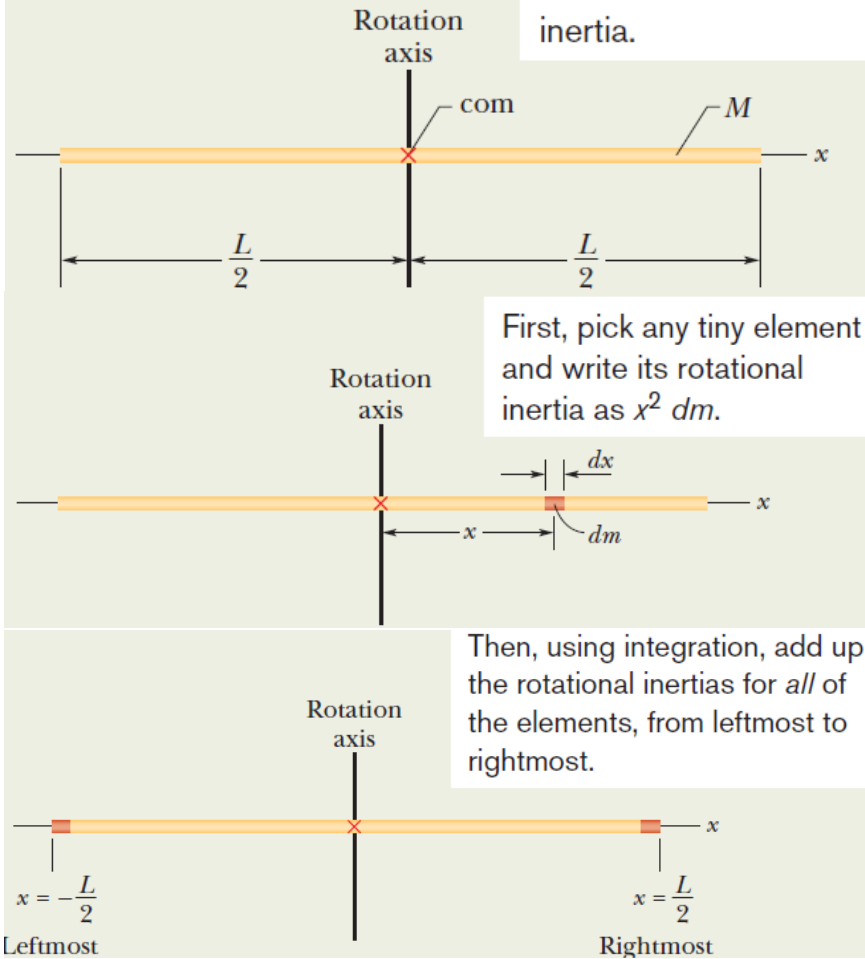 Rotation
axis
inertia.
com
M
x
L/2
L/2
First, pick any tiny element
and write its rotational
inertia as x² dm.
Rotation
axis
dx
x
x
dm
Then, using integration, add up
the rotational inertias for all of
the elements, from leftmost to
rightmost.
Rotation
axis
x
x = -L/2
x = L/2
Leftmost
Rightmost